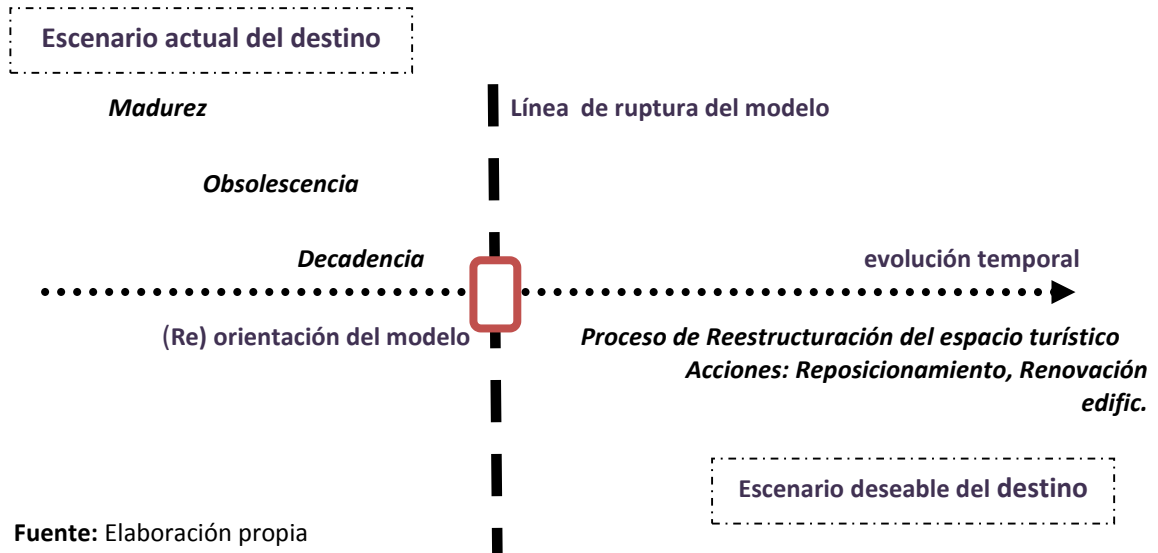 Escenario actual del destino
Madurez
Línea de ruptura del modelo
Obsolescencia
Decadencia
evolución temporal
(Re) orientación del modelo
Proceso de Reestructuración del espacio turístico
Acciones: Reposicionamiento, Renovación
edific.
Escenario deseable del destino
Fuente: Elaboración propia